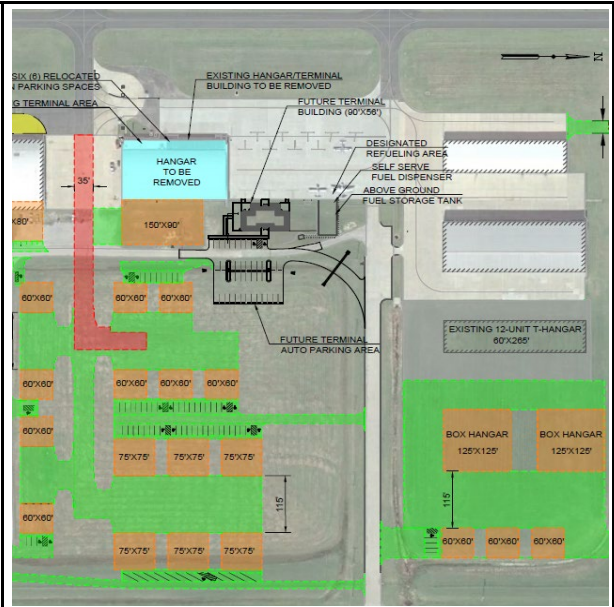 SIX (6) RELOCATED
N PARKING SPACES
G TERMINAL AREA
EXISTING HANGAR/TERMINAL
BUILDING TO BE REMOVED
FUTURE TERMINAL
BUILDING (90'X56')
N
DESIGNATED
REFUELING AREA
SELF SERVE
FUEL DISPENSER
ABOVE GROUND
FUEL STORAGE TANK
HANGAR
TO BE
REMOVED
35'
X80'
150'X90'
60'X60'
60'X60'
60'X60'
FUTURE TERMINAL
AUTO PARKING AREA
EXISTING 12-UNIT T-HANGAR
60'X265'
60'X60'
60'X60'
60'X60'
60'X60'
60'X60'
75'X75'
75'X75'
75'X75'
BOX HANGAR
125'X125'
BOX HANGAR
125'X125'
115'
115'
60'X60'
75'X75'
75'X75'
75'X75'
60'X60'
60'X60'
60'X60'